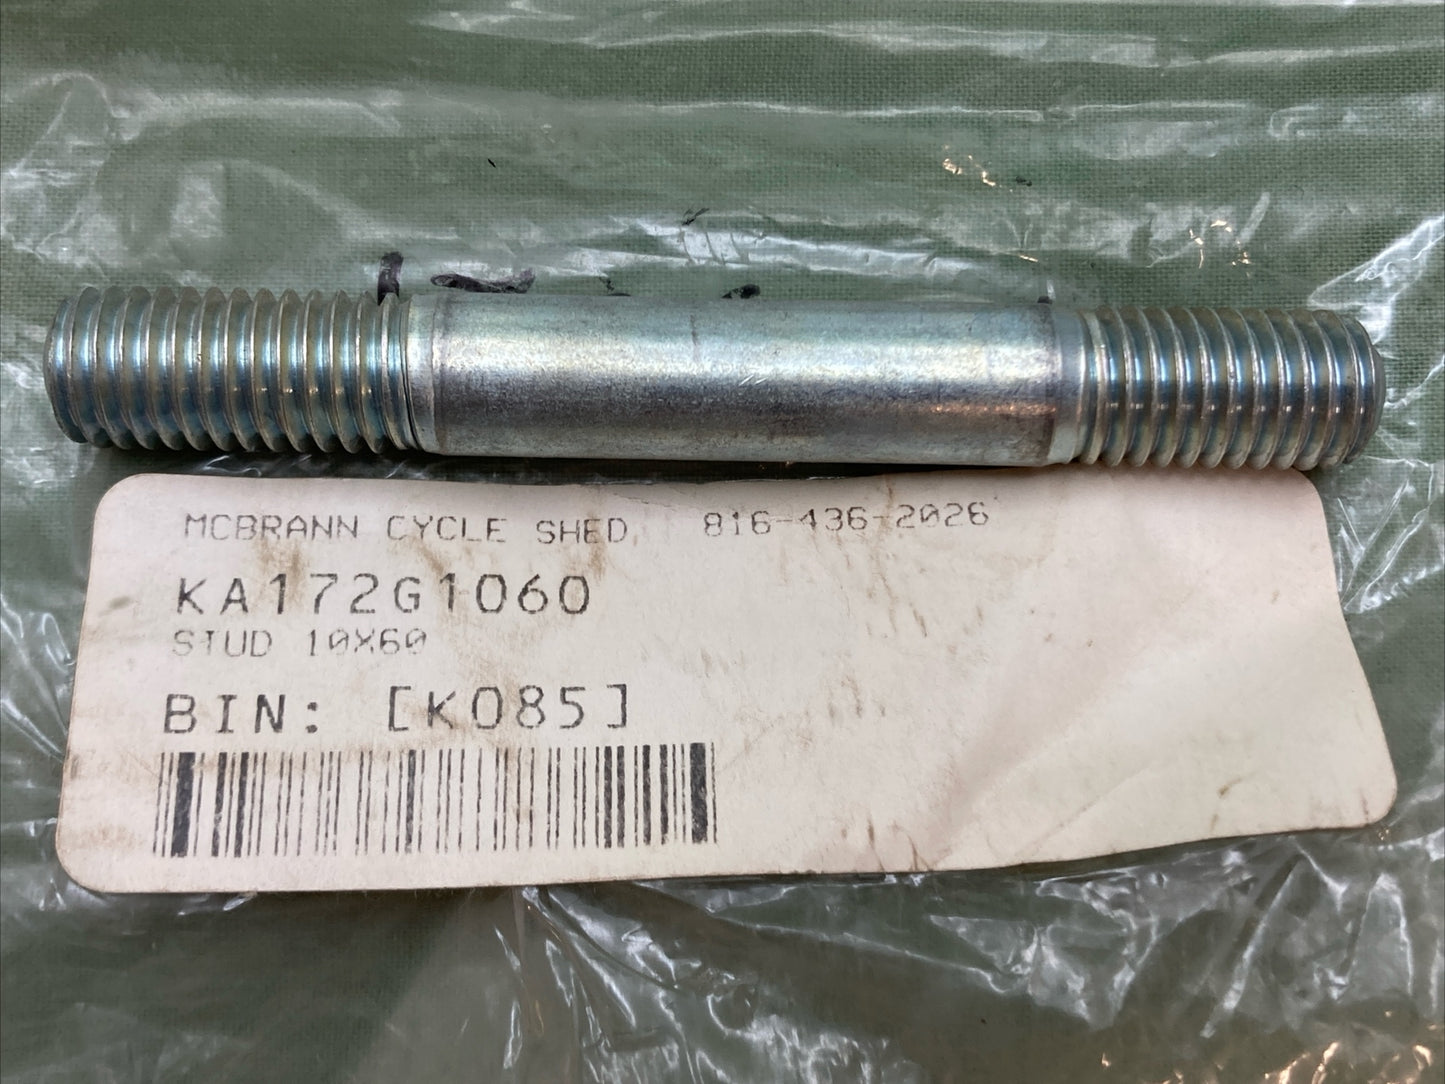 MCBRANN CYCLE SHED 816-436-2026
KA172G1060
STUD 10X60
BIN: [K085]